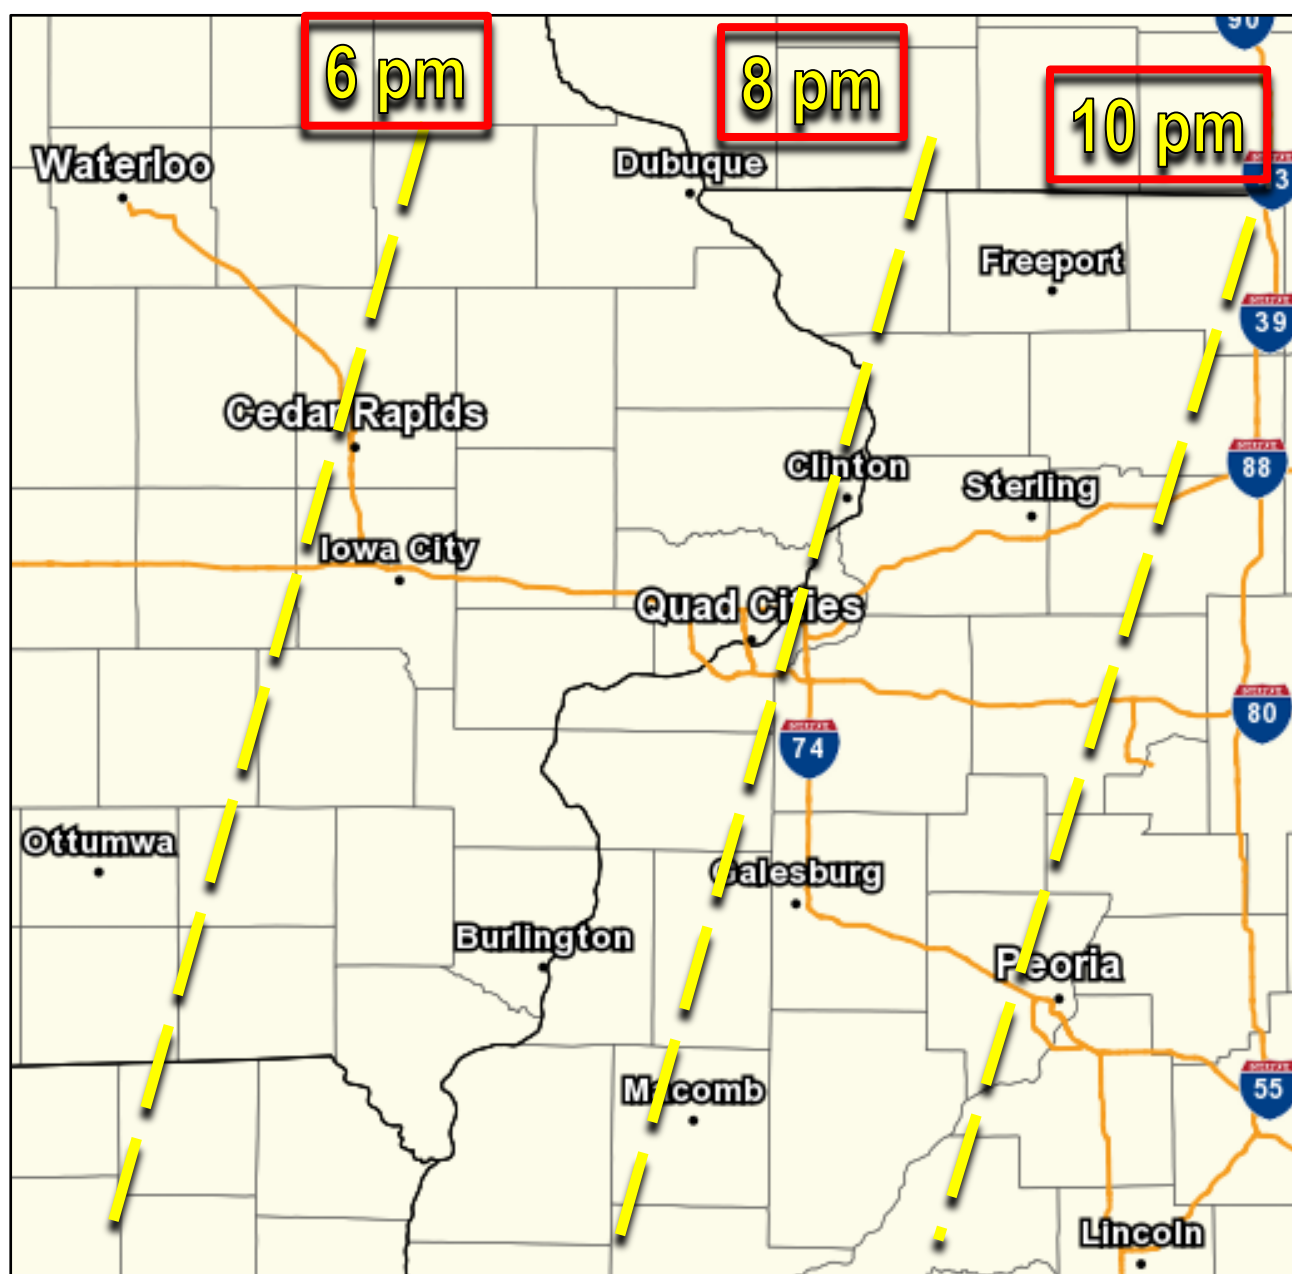 6 pm
8 pm
10 pm
90
Waterloo
Dubuque
Freeport
39
Cedar Rapids
88
Clinton
Sterling
Iowa City
Quad Cities
80
74
Ottumwa
Galesburg
Burlington
Peoria
55
Macomb
Lincoln